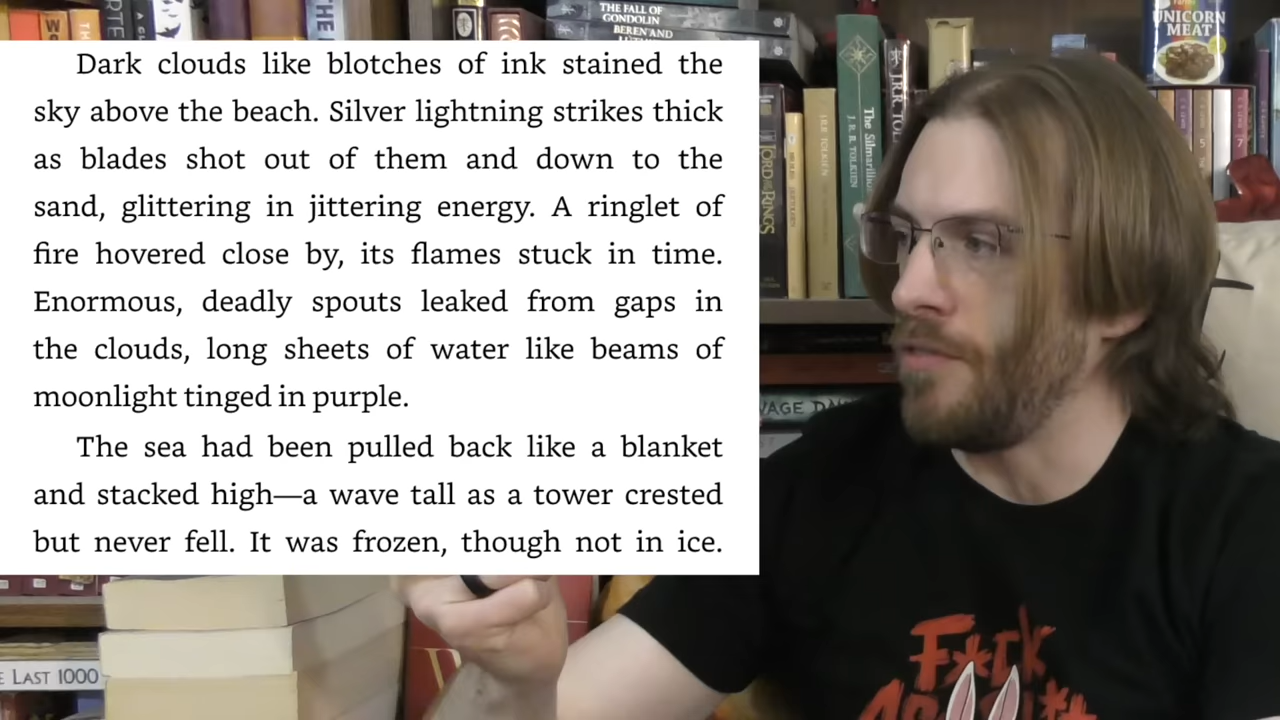 THE FALL OF
GONDOLIN
BEREN AND
UNICORN
MEAT
Dark clouds like blotches of ink stained the
sky above the beach. Silver lightning strikes thick
as blades shot out of them and down to the
sand, glittering in jittering energy. A ringlet of
fire hovered close by, its flames stuck in time.
Enormous, deadly spouts leaked from gaps in
the clouds, long sheets of water like beams of
moonlight tinged in purple.
The sea had been pulled back like a blanket
and stacked high—a wave tall as a tower crested
but never fell. It was frozen, though not in ice.
LORD OF THE RINGS
J.R.R. TOLKIEN
The Silmarillion
J. R. R. TOLKIEN
5
7
LAST 1000
F*CK